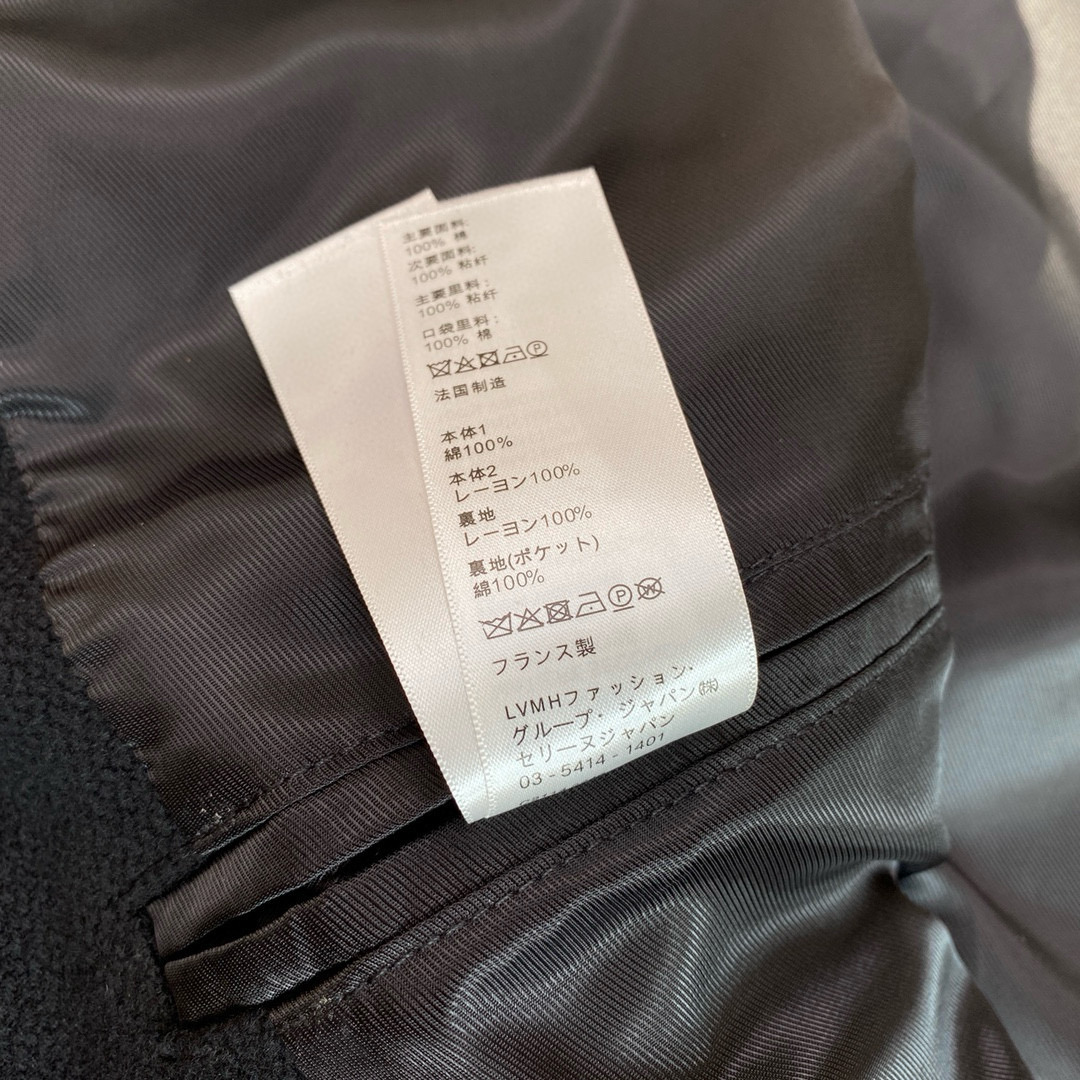 主要面料:
100% 棉
次要面料:
100% 粘纤
主要里料:
100% 粘纤
口袋里料:
100% 棉
法国制造
本体1
綿100%
本体2
レーヨン100%
裏地
レーヨン100%
裏地(ポケット)
綿100%
フランス製
LVMHファッション・
グループ・ジャパン(株)
セリーヌジャパン
03-5414-1401